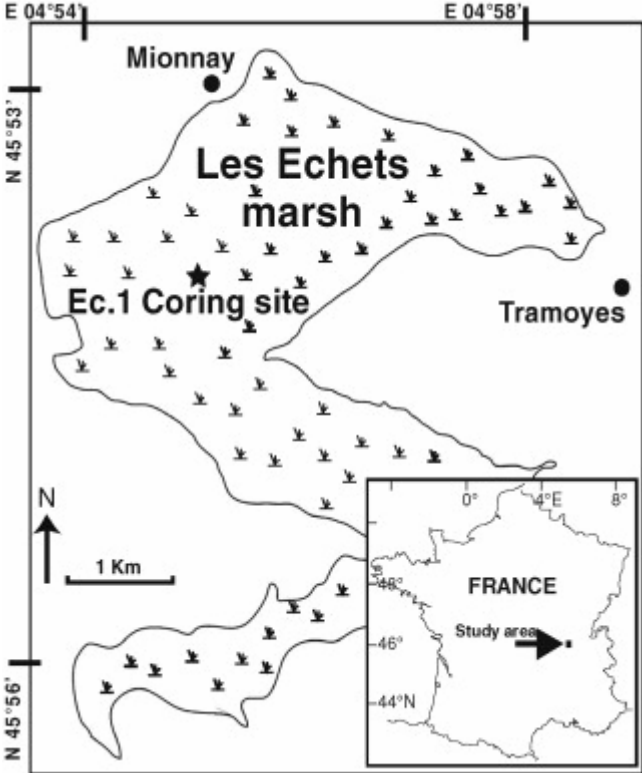 E 04°54'
E 04°58'
N 45°53'
Mionnay
Les Echets
marsh
Ec.1 Coring site
Tramoyes
N
1 Km
N 45°56'
0°
4°E
8°
48°
FRANCE
Study area
46°
44°N